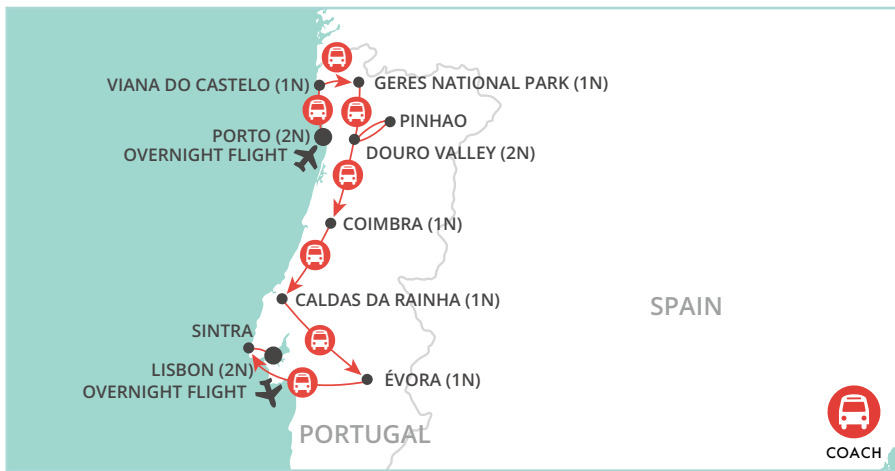 VIANA DO CASTELO (1N)
GERES NATIONAL PARK (1N)
PINHAO
PORTO (2N)
OVERNIGHT FLIGHT
DOURO VALLEY (2N)
COIMBRA (1N)
CALDAS DA RAINHA (1N)
SPAIN
SINTRA
LISBON (2N)
OVERNIGHT FLIGHT
ÉVORA (1N)
PORTUGAL
COACH